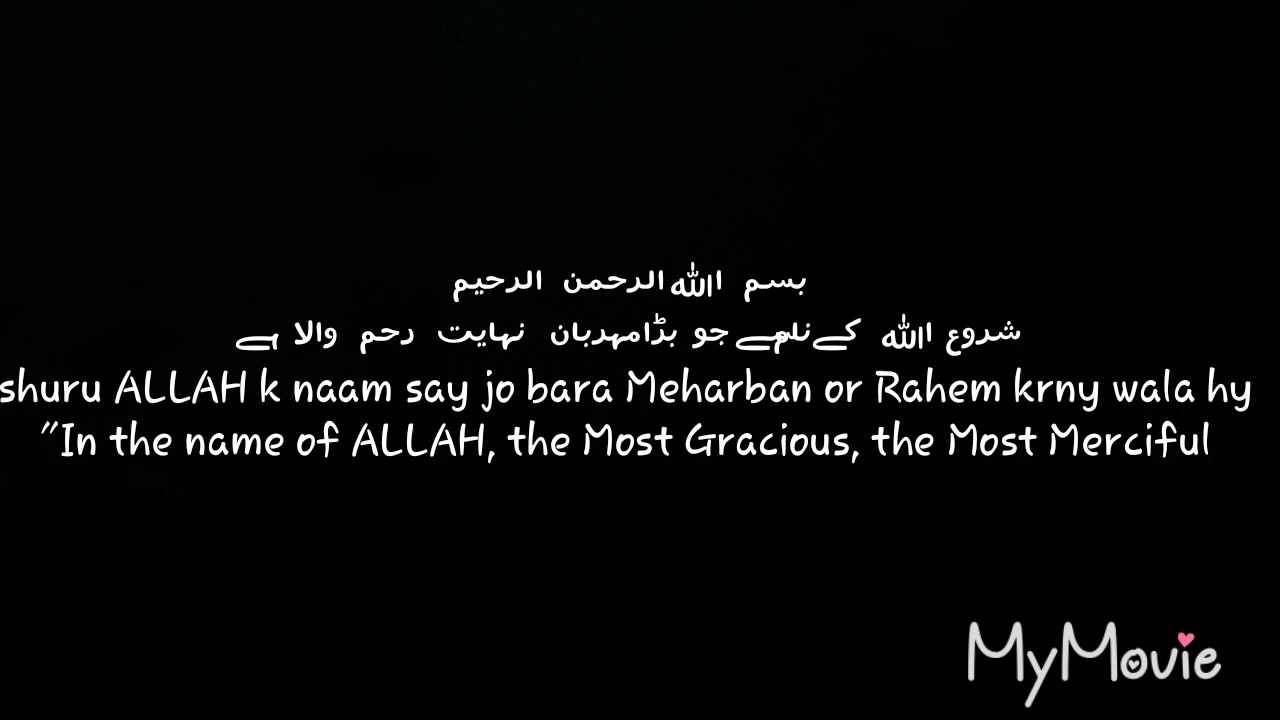 بسم اﷲ الرحمن الرحیم
شروع اﷲ کے نام سے جو بڑا مہربان نہایت رحم والا ہے
shuru ALLAH k naam say jo bara Meharban or Rahem krny wala hy
"In the name of ALLAH, the Most Gracious, the Most Merciful
MyMovie